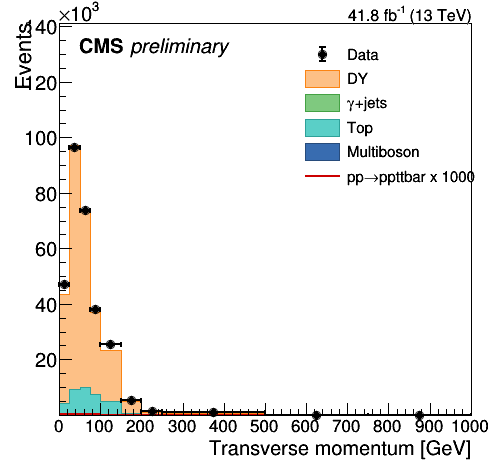 ×10³
41.8 fb⁻¹ (13 TeV)
Events
CMS preliminary
Data
DY
γ+jets
Top
Multiboson
pp→ppttbar x 1000
140
120
100
80
60
40
20
0 100 200 300 400 500 600 700 800 900 1000
Transverse momentum [GeV]